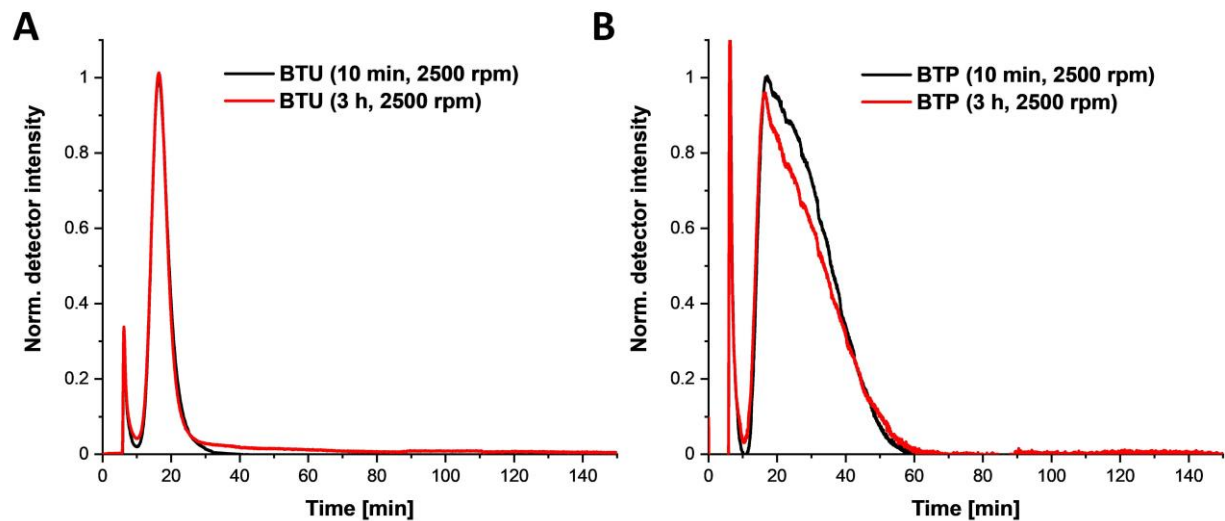 A
BTU (10 min, 2500 rpm)
BTU (3 h, 2500 rpm)
Norm. detector intensity
1
0.8
0.6
0.4
0.2
0
0 20 40 60 80 100 120 140
Time [min]
B
BTP (10 min, 2500 rpm)
BTP (3 h, 2500 rpm)
Norm. detector intensity
1
0.8
0.6
0.4
0.2
0
0 20 40 60 80 100 120 140
Time [min]